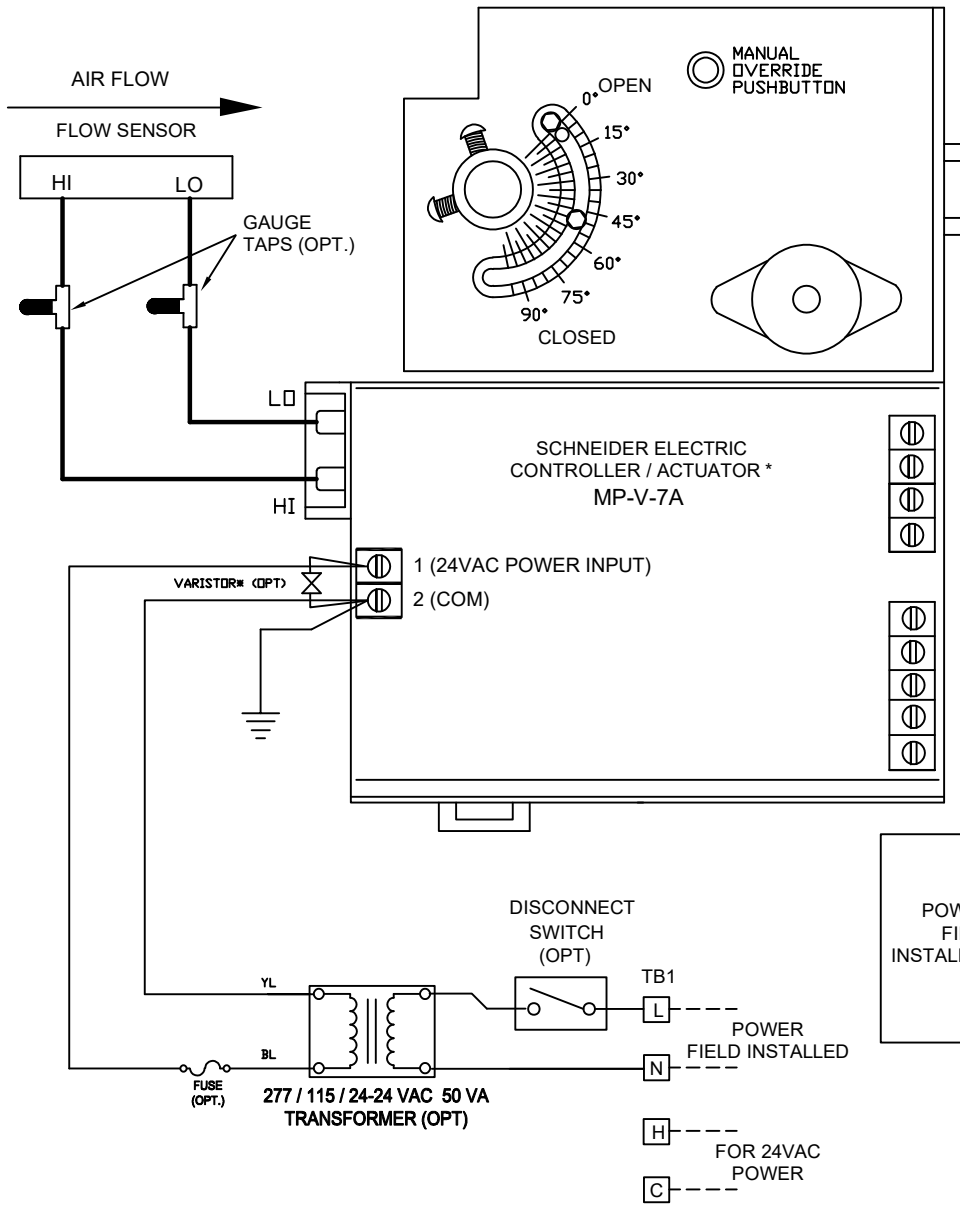 MANUAL
OVERRIDE
PUSHBUTTON
AIR FLOW
FLOW SENSOR
HI
LO
GAUGE
TAPS (OPT.)
0° OPEN
15°
30°
45°
60°
75°
90°
CLOSED
LO
HI
SCHNEIDER ELECTRIC
CONTROLLER / ACTUATOR *
MP-V-7A
1 (24VAC POWER INPUT)
VARISTOR* (OPT)
2 (COM)
DISCONNECT
SWITCH
(OPT)
TB1
YL
L
POWER
FIELD INSTALLED
BL
N
FUSE
(OPT.)
277 / 115 / 24-24 VAC 50 VA
TRANSFORMER (OPT)
H
FOR 24VAC
POWER
C
POW
FI
INSTALL